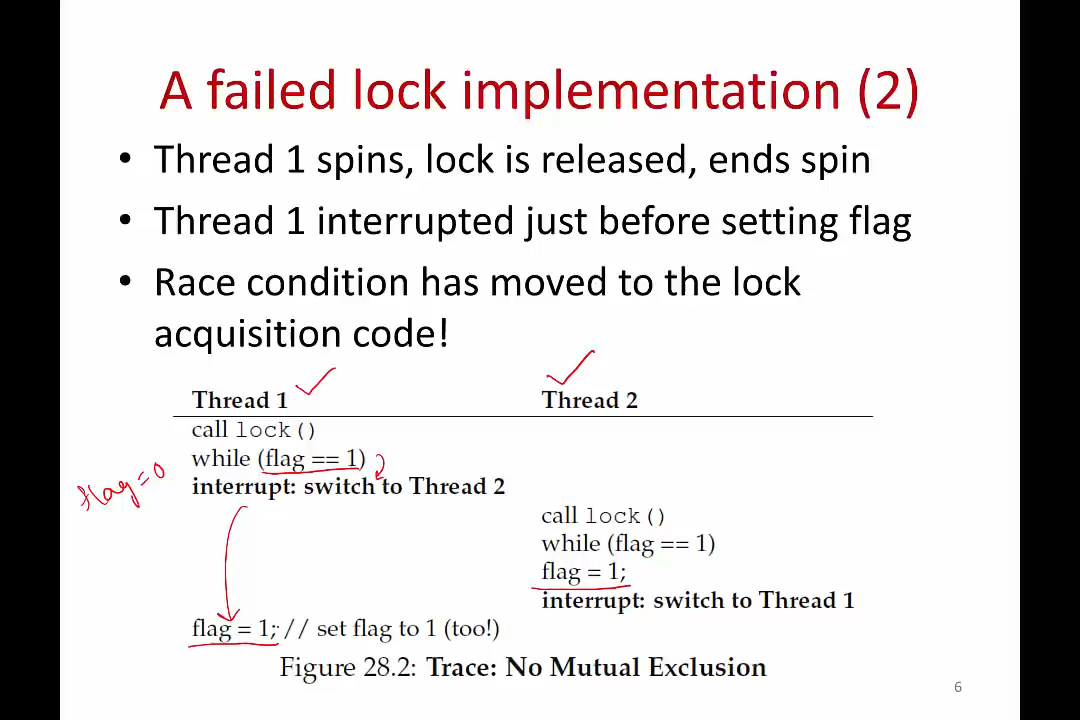 A failed lock implementation (2)
• Thread 1 spins, lock is released, ends spin
• Thread 1 interrupted just before setting flag
• Race condition has moved to the lock
acquisition code!
Thread 1 Thread 2
call lock()
while (flag == 1)
flag=0
interrupt: switch to Thread 2
call lock()
while (flag == 1)
flag = 1;
interrupt: switch to Thread 1
flag = 1; // set flag to 1 (too!)
Figure 28.2: Trace: No Mutual Exclusion
6